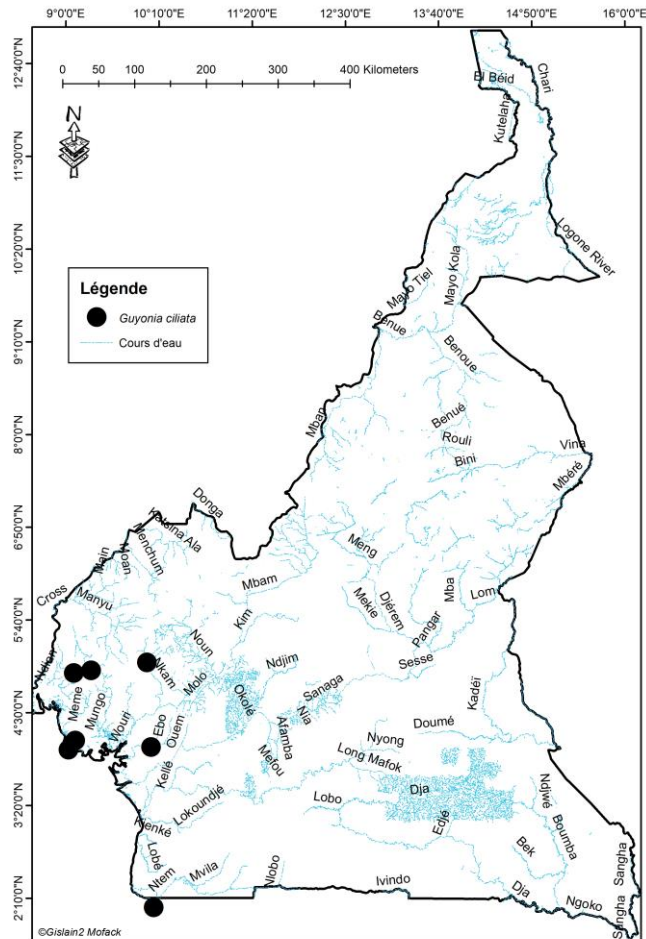 9°0'0"E 10°10'0"E 11°20'0"E 12°30'0"E 13°40'0"E 14°50'0"E 16°0'0"E
12°40'0"N
11°30'0"N
10°20'0"N
9°10'0"N
8°0'0"N
6°50'0"N
5°40'0"N
4°30'0"N
3°20'0"N
2°10'0"N
0 50 100 200 300 400 Kilometers
N
Légende
Guyonia ciliata
Cours d'eau
El Béid
Chari
Kutelaha
Logone River
Mayo Tiel
Mayo Kola
Benue
Benoue
Mban
Benué
Rouli
Bini
Vina
Mbéré
Donga
Katsina Ala
Menchum
Hoan
Main
Meng
Cross
Manyu
Mbam
Kim
Mekie
Djérem
Mba
Lom
Pangar
Ndian
Noun
Nkam
Molo
Ndjim
Sesse
Meme
Mungo
Wouri
Ebo
Ouem
Okolé
Sanaga
Nia
Afamba
Mefou
Kadéï
Doumé
Nyong
Long Mafok
Kellé
Lokoundjé
Lobo
Dja
Edjé
Ndjwé
Boumba
Bek
Kienké
Lobé
Ntem
Mvila
Nlobo
Ivindo
Dja
Ngoko
Sangha
Sangha
©Gislain2 Mofack